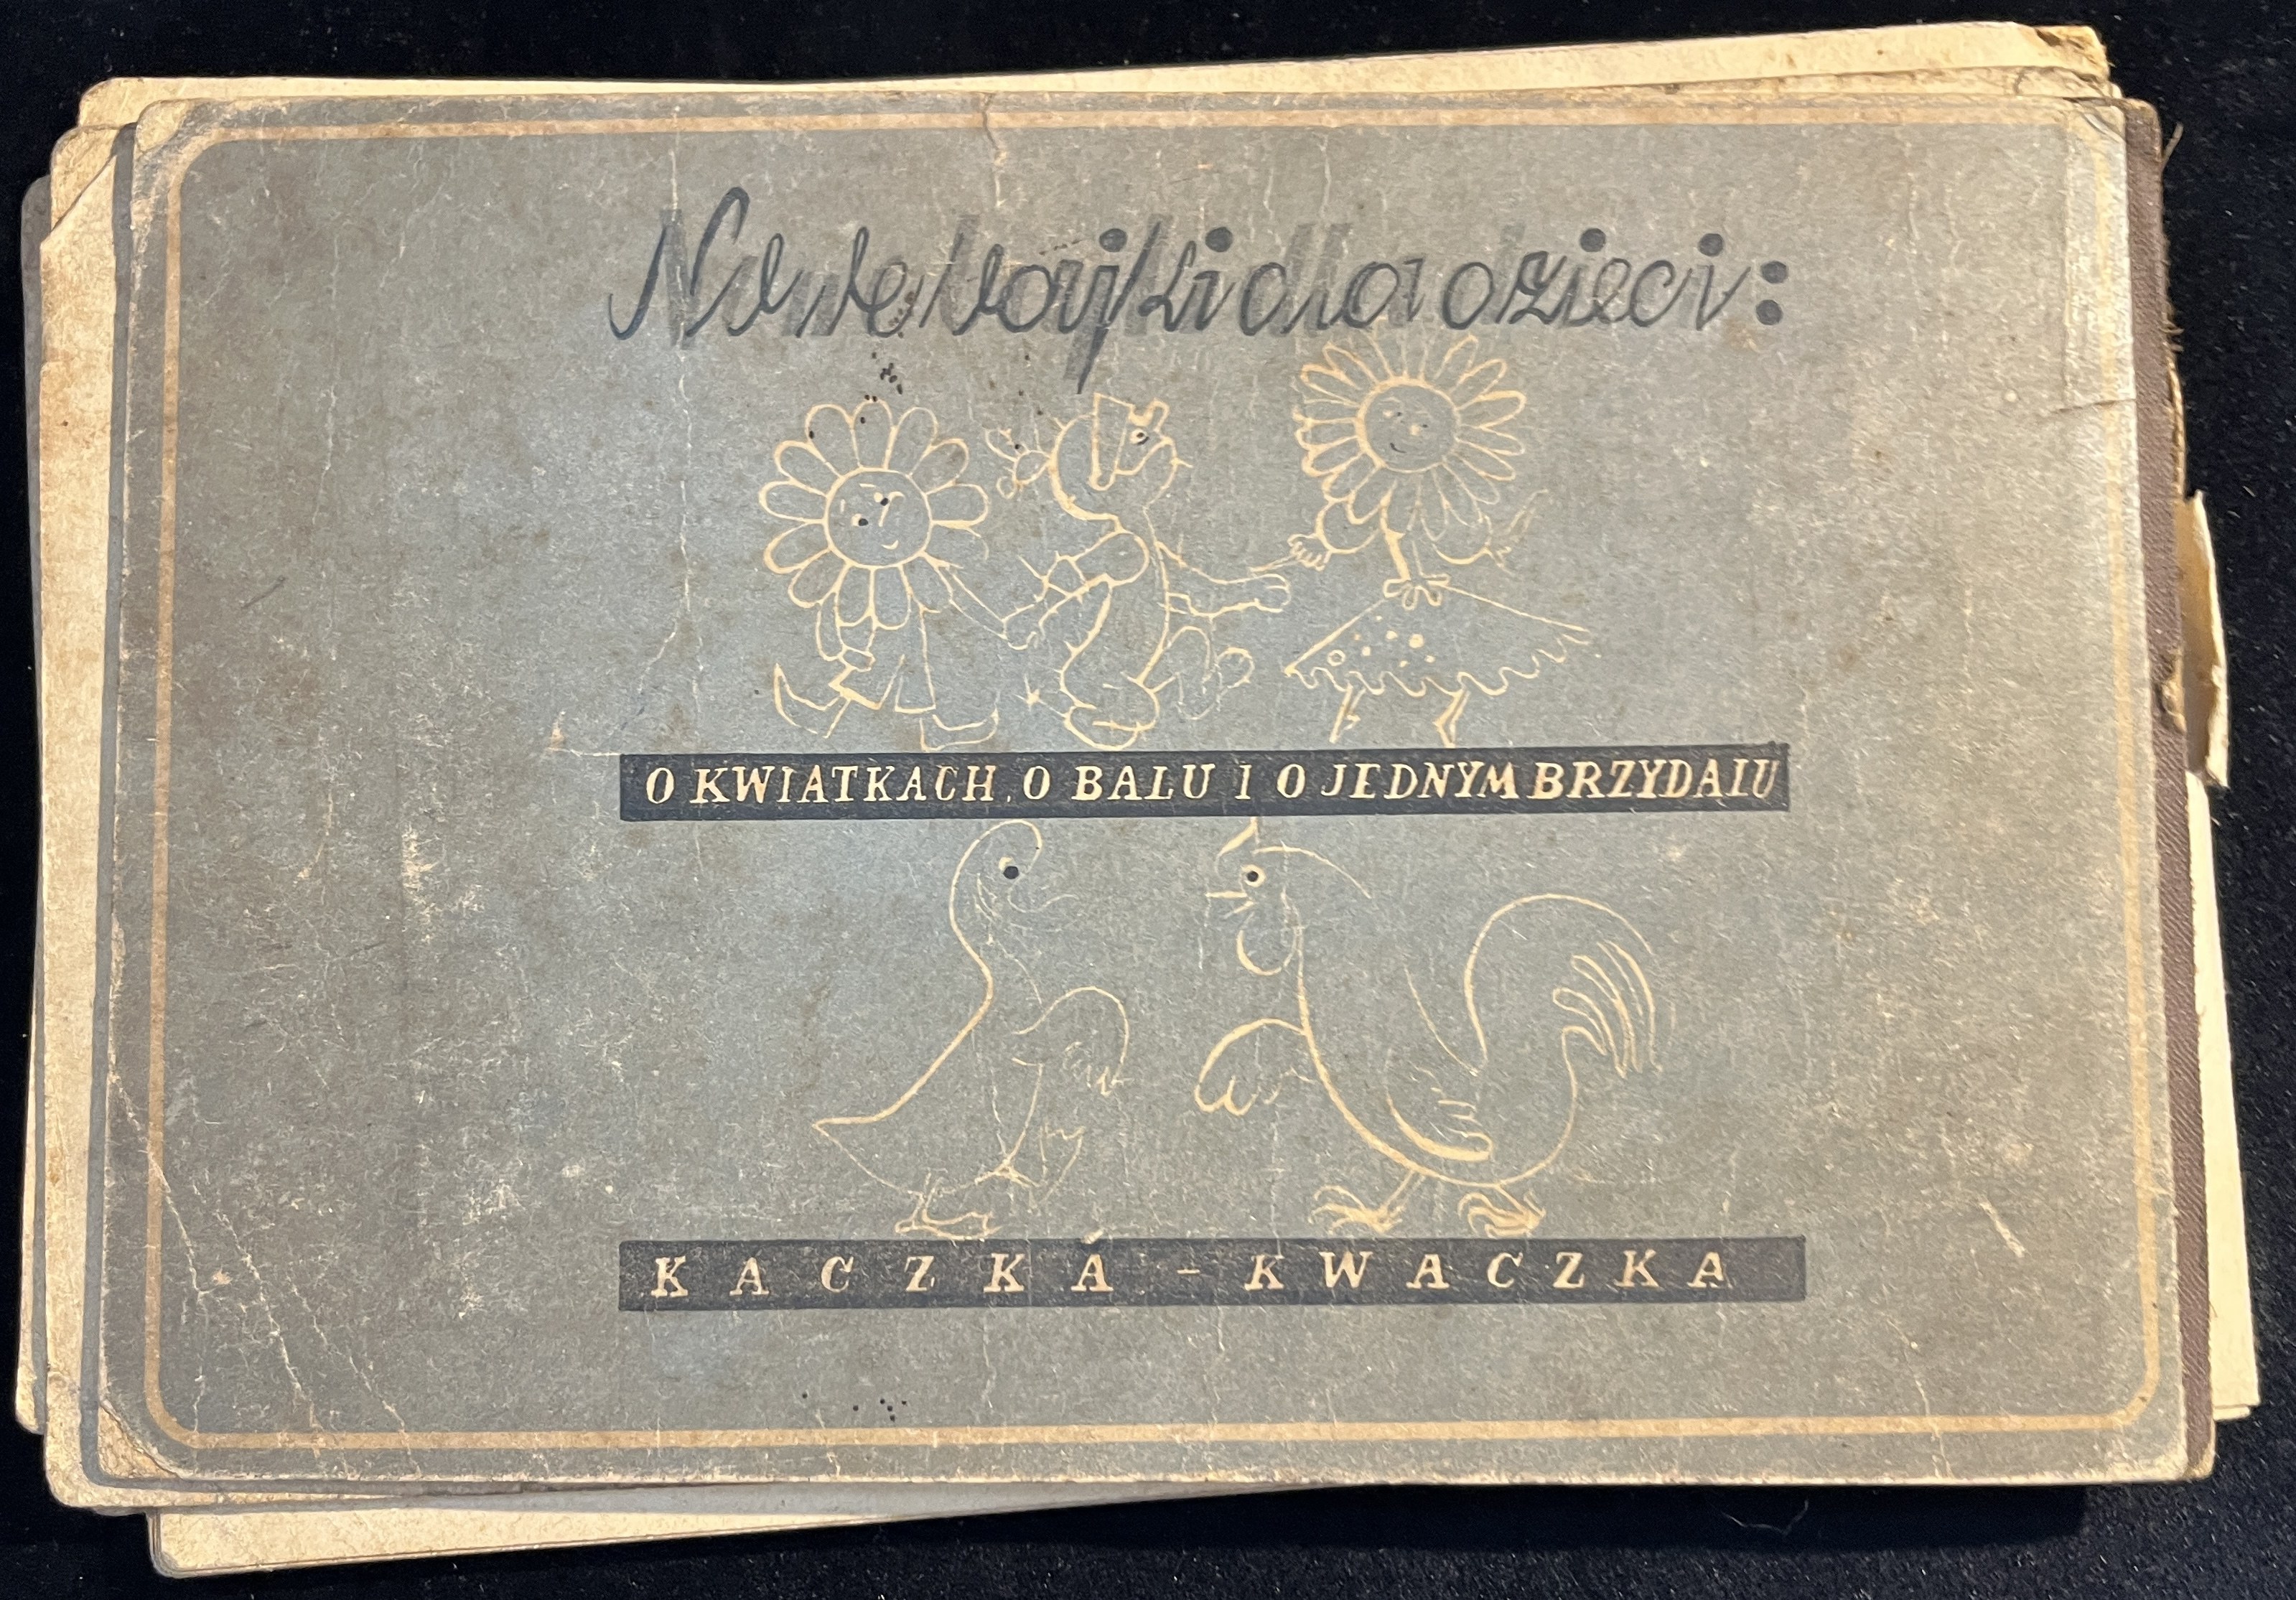 Nowe bajki dla dzieci:
O KWIATKACH, O BALU I O JEDNYM BRZYDALU
KACZKA - KWACZKA